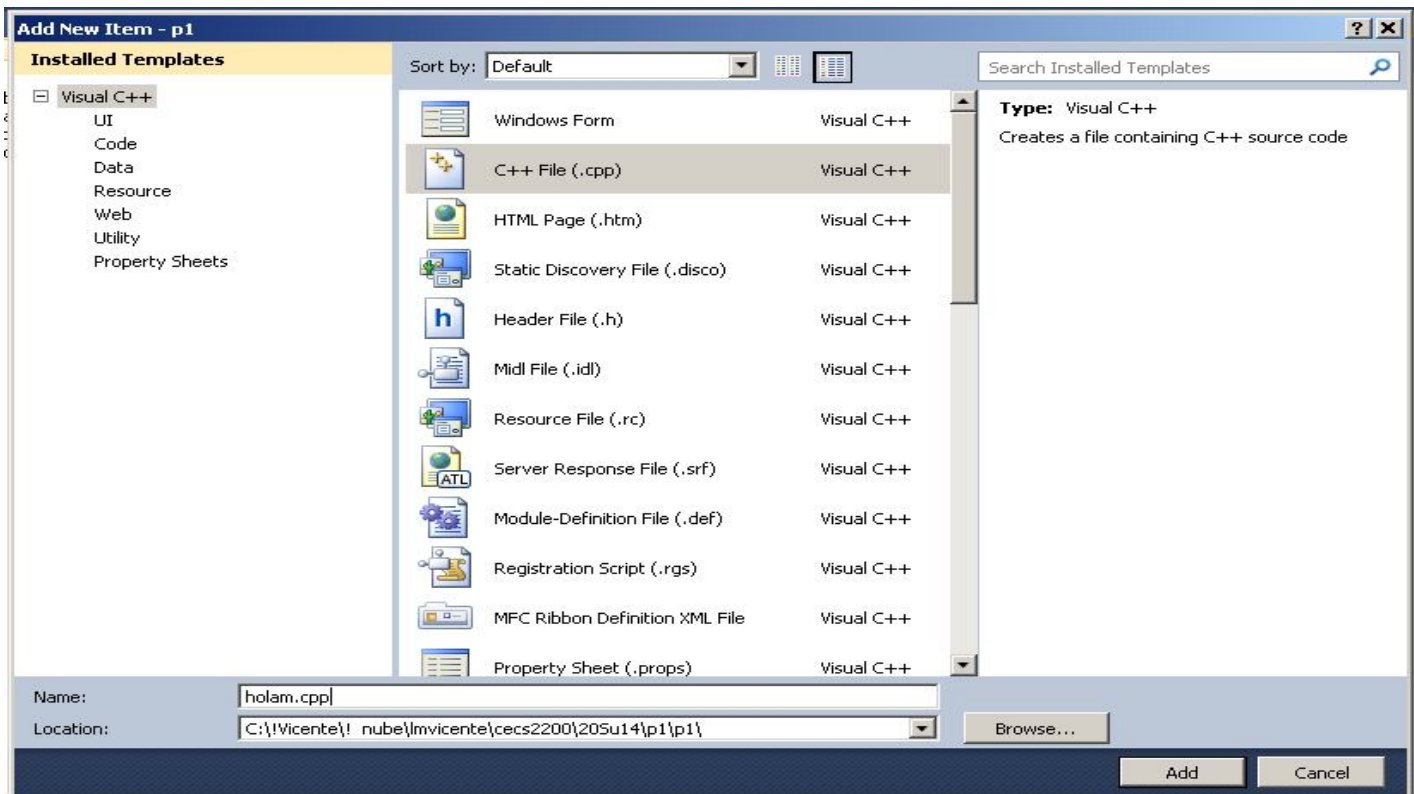 Add New Item - p1
Installed Templates
Visual C++
UI
Code
Data
Resource
Web
Utility
Property Sheets
Sort by: Default
Windows Form Visual C++
C++ File (.cpp) Visual C++
HTML Page (.htm) Visual C++
Static Discovery File (.disco) Visual C++
Header File (.h) Visual C++
Midl File (.idl) Visual C++
Resource File (.rc) Visual C++
Server Response File (.srf) Visual C++
Module-Definition File (.def) Visual C++
Registration Script (.rgs) Visual C++
MFC Ribbon Definition XML File Visual C++
Property Sheet (.props) Visual C++
Search Installed Templates
Type: Visual C++
Creates a file containing C++ source code
Name: holam.cpp
Location: C:\!Vicente\!_nube\lmvicente\cecs2200\20Su14\p1\p1\
Browse...
Add Cancel